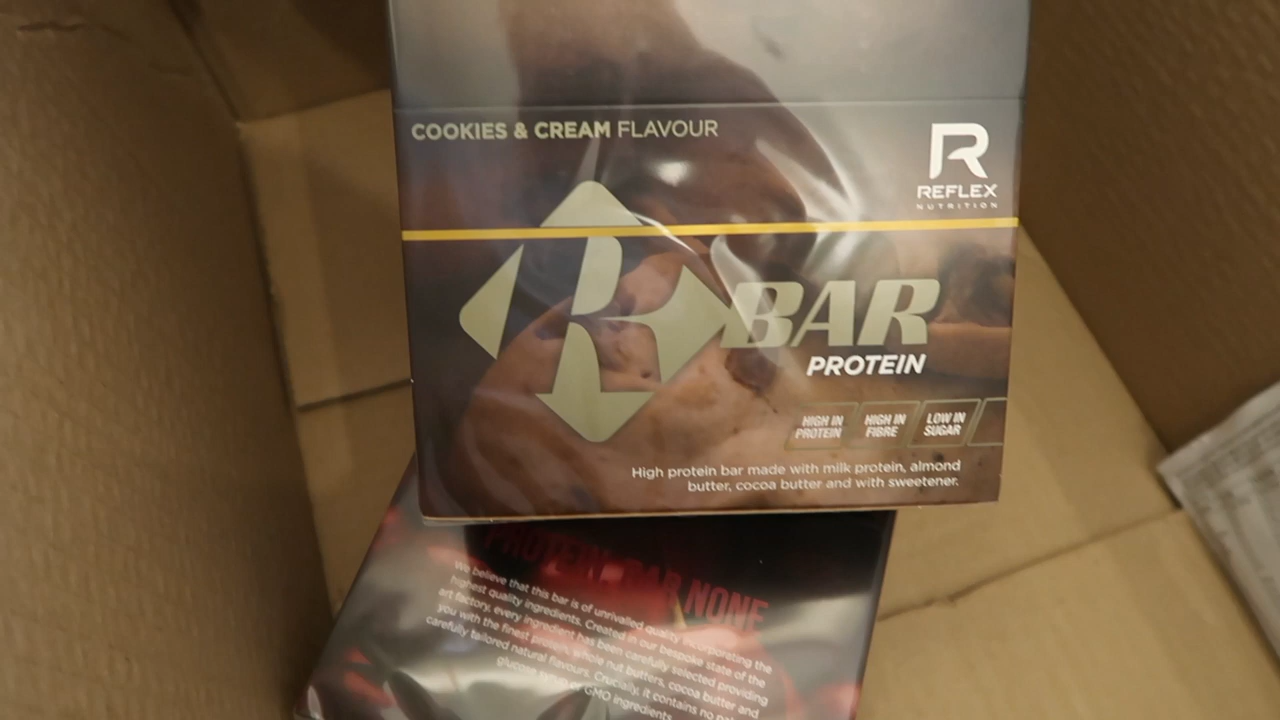 COOKIES & CREAM FLAVOUR
R
REFLEX
NUTRITION
R BAR
PROTEIN
HIGH IN PROTEIN
HIGH IN FIBRE
LOW IN SUGAR
High protein bar made with milk protein, almond
butter, cocoa butter and with sweetener.
PROTEIN BAR NONE
We believe that this bar is of unrivalled quality incorporating the
highest quality ingredients. Created in our bespoke state of the
art factory, every ingredient has been carefully selected providing
you with the finest protein, whole nut butters, cocoa butter and
carefully tailored natural flavours. Crucially, it contains no
glucose syrup or GMO ingredients.